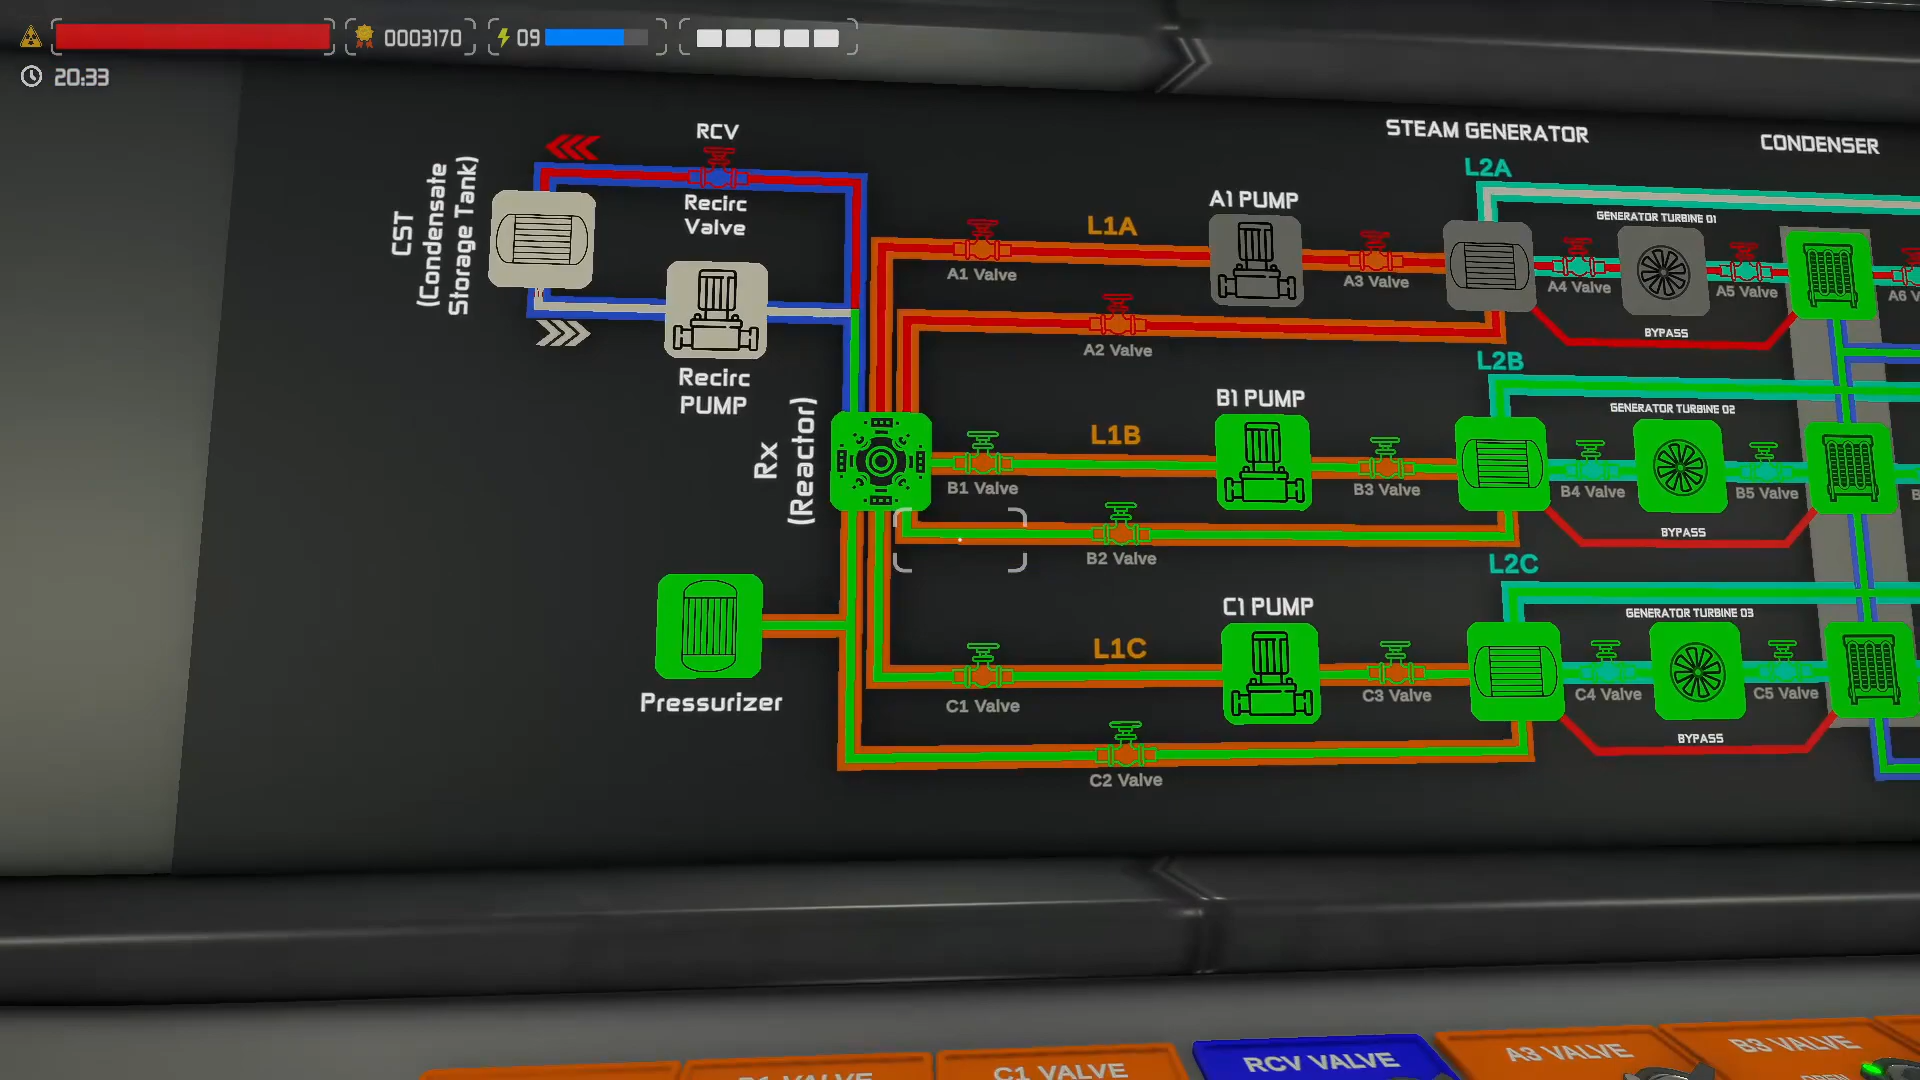 0003170
09
20:33
RCV
Recirc
Valve
CST
(Condensate
Storage Tank)
Recirc
PUMP
Rx
(Reactor)
Pressurizer
STEAM GENERATOR
CONDENSER
L2A
A1 PUMP
L1A
GENERATOR TURBINE 01
A1 Valve
A3 Valve
A4 Valve
A5 Valve
A6 V
BYPASS
A2 Valve
L2B
B1 PUMP
GENERATOR TURBINE 02
L1B
B1 Valve
B3 Valve
B4 Valve
B5 Valve
BYPASS
B2 Valve
L2C
C1 PUMP
GENERATOR TURBINE 03
L1C
C1 Valve
C3 Valve
C4 Valve
C5 Valve
BYPASS
C2 Valve
B1 VALVE
C1 VALVE
RCV VALVE
A3 VALVE
B3 VALVE
OPEN